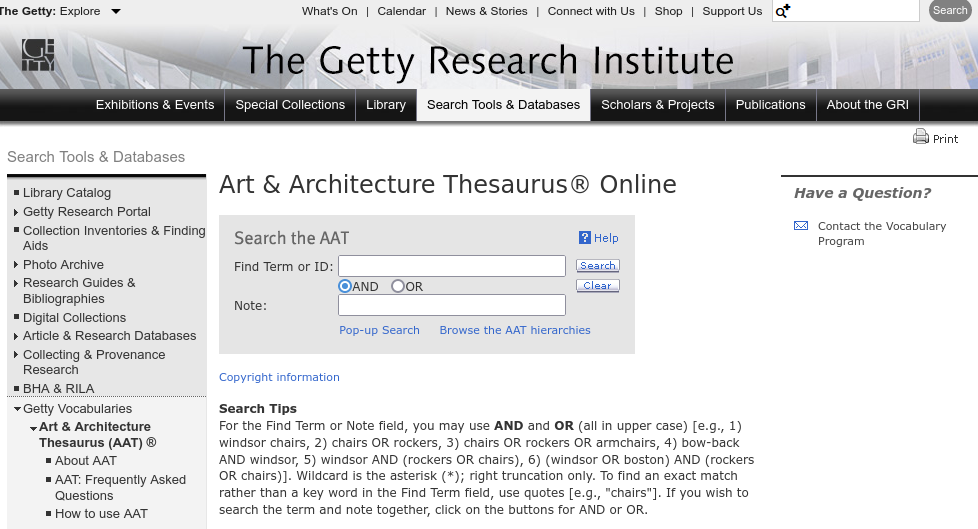 The Getty: Explore
What's On | Calendar | News & Stories | Connect with Us | Shop | Support Us
Search
GETTY
The Getty Research Institute
Exhibitions & Events
Special Collections
Library
Search Tools & Databases
Scholars & Projects
Publications
About the GRI
Print
Search Tools & Databases
Library Catalog
Getty Research Portal
Collection Inventories & Finding
Aids
Photo Archive
Research Guides &
Bibliographies
Digital Collections
Article & Research Databases
Collecting & Provenance
Research
BHA & RILA
Getty Vocabularies
Art & Architecture
Thesaurus (AAT) ®
About AAT
AAT: Frequently Asked
Questions
How to use AAT
Art & Architecture Thesaurus® Online
Search the AAT
? Help
Find Term or ID:
Search
AND OR
Clear
Note:
Pop-up Search
Browse the AAT hierarchies
Copyright information
Search Tips
For the Find Term or Note field, you may use AND and OR (all in upper case) [e.g., 1)
windsor chairs, 2) chairs OR rockers, 3) chairs OR rockers OR armchairs, 4) bow-back
AND windsor, 5) windsor AND (rockers OR chairs), 6) (windsor OR boston) AND (rockers
OR chairs)]. Wildcard is the asterisk (*); right truncation only. To find an exact match
rather than a key word in the Find Term field, use quotes [e.g., "chairs"]. If you wish to
search the term and note together, click on the buttons for AND or OR.
Have a Question?
Contact the Vocabulary
Program